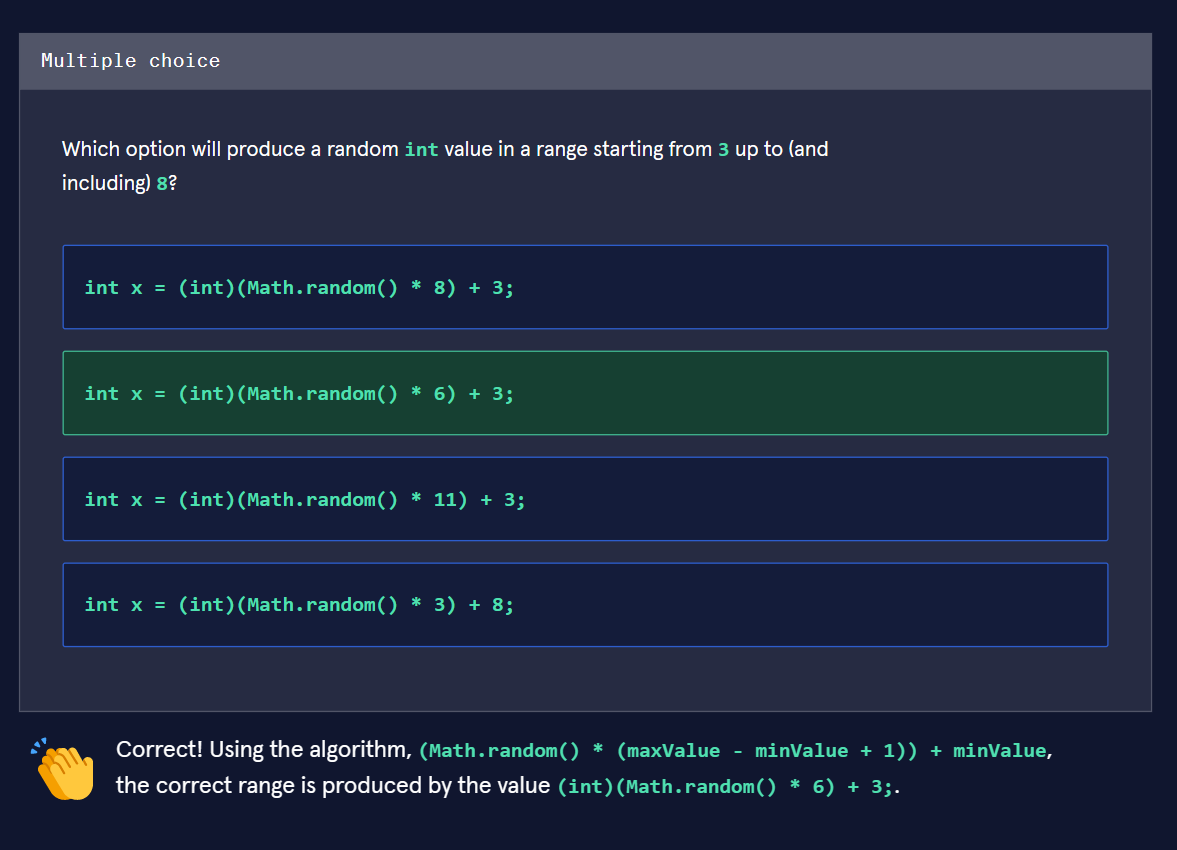 Multiple choice
Which option will produce a random int value in a range starting from 3 up to (and
including) 8?
int x = (int)(Math.random() * 8) + 3;
int x = (int)(Math.random() * 6) + 3;
int x = (int)(Math.random() * 11) + 3;
int x = (int)(Math.random() * 3) + 8;
Correct! Using the algorithm, (Math.random() * (maxValue - minValue + 1)) + minValue,
the correct range is produced by the value (int)(Math.random() * 6) + 3;.